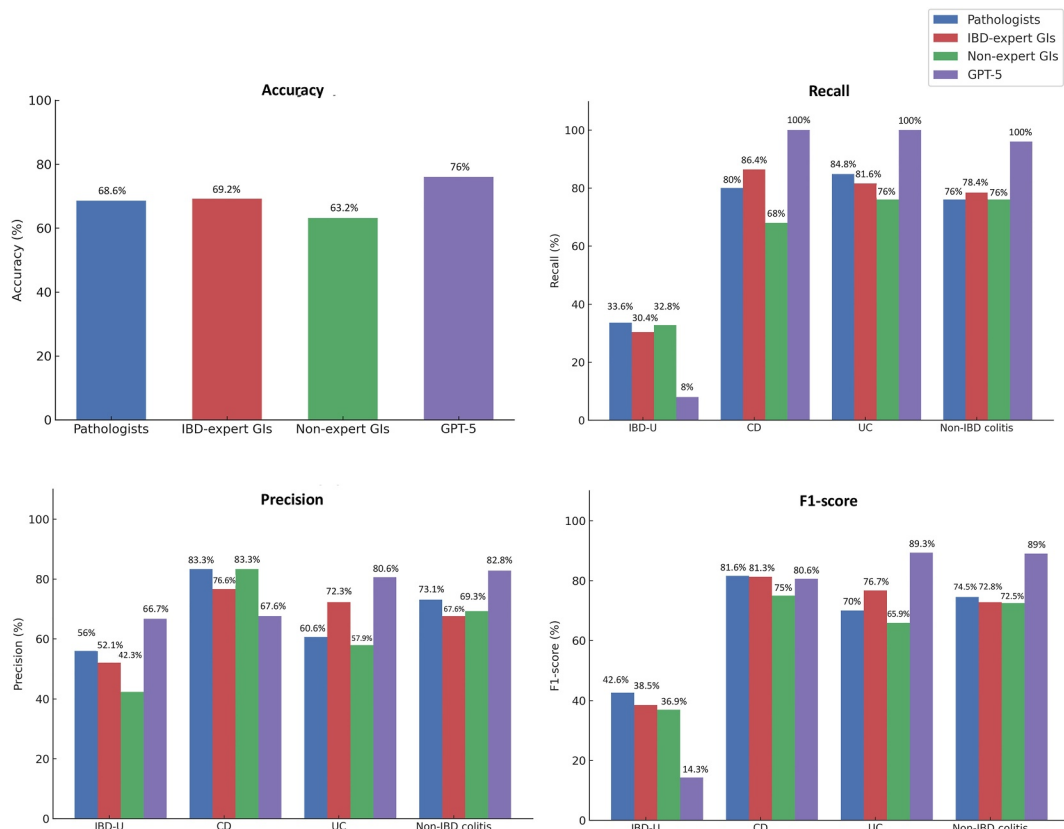 Pathologists
IBD-expert GIs
Non-expert GIs
GPT-5
Accuracy
100
80
60
40
20
0
Accuracy (%)
68.6%
69.2%
63.2%
76%
Pathologists
IBD-expert GIs
Non-expert GIs
GPT-5
Recall
100
80
60
40
20
0
Recall (%)
33.6%
30.4%
32.8%
8%
80%
86.4%
68%
100%
84.8%
81.6%
76%
100%
76%
78.4%
76%
100%
IBD-U
CD
UC
Non-IBD colitis
Precision
100
80
60
40
20
0
Precision (%)
56%
52.1%
42.3%
66.7%
83.3%
76.6%
83.3%
67.6%
60.6%
72.3%
57.9%
80.6%
73.1%
67.6%
69.3%
82.8%
IBD-U
CD
UC
Non-IBD colitis
F1-score
100
80
60
40
20
0
F1-score (%)
42.6%
38.5%
36.9%
14.3%
81.6%
81.3%
75%
80.6%
70%
76.7%
65.9%
89.3%
74.5%
72.8%
72.5%
89%
IBD-U
CD
UC
Non-IBD colitis